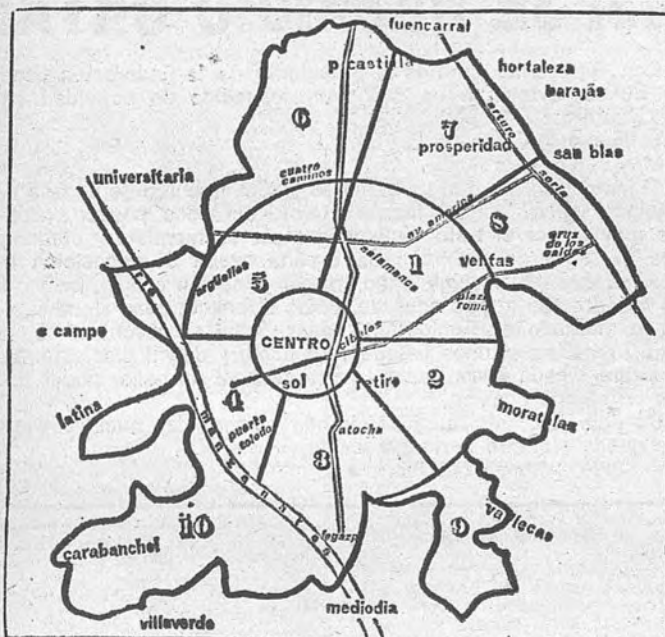 fuencarral
p.castilla
hortaleza
barajas
6
7
arturo
prosperidad
san blas
universitaria
cuatro
caminos
soria
av. america
8
cruz
de los
caidos
salamanca
1
ventas
arguelles
5
plaza
roma
rio
CENTRO
cibeles
c campo
sol
retiro
2
4
latina
moratalaz
puerta
toledo
atocha
manzanares
3
10
9
vallecas
legazpi
carabanchel
mediodia
villaverde